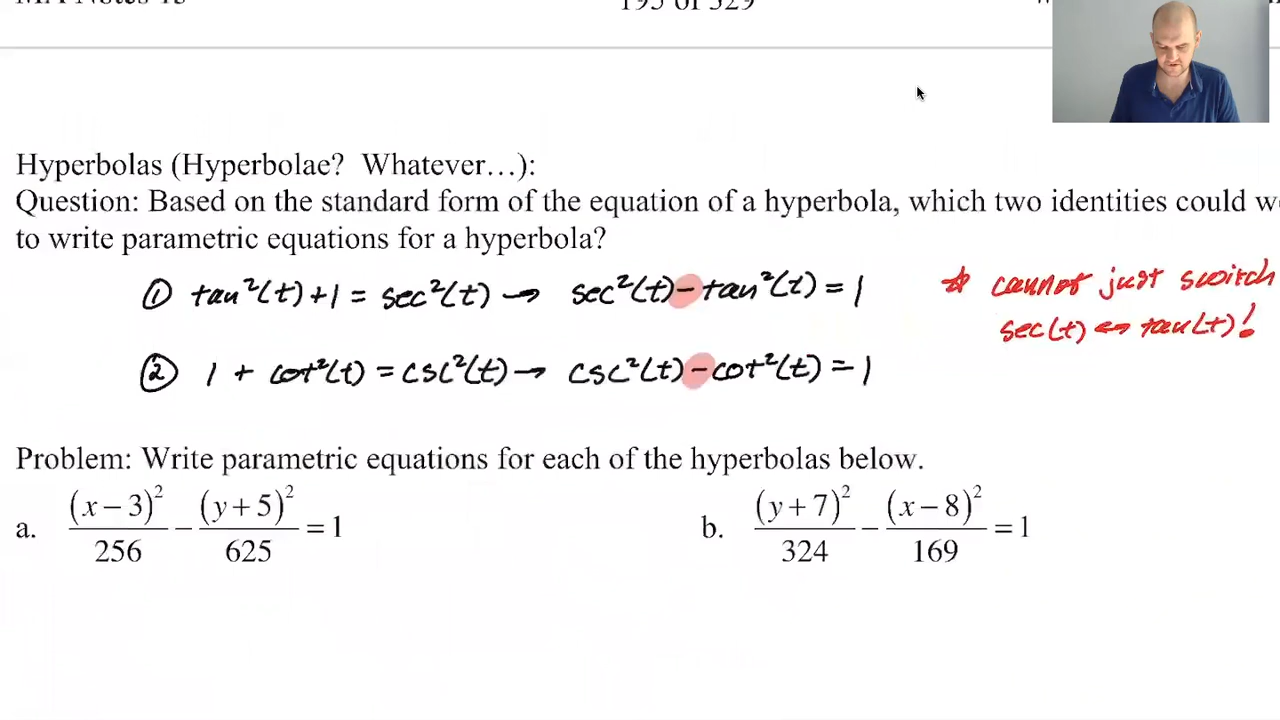 195 of 329
Hyperbolas (Hyperbolae? Whatever…):
Question: Based on the standard form of the equation of a hyperbola, which two identities could
to write parametric equations for a hyperbola?
① tan²(t)+1 = sec²(t) → sec²(t)-tan²(t) = 1
* cannot just switch
sec(t) ↔ tan(t)!
② 1 + cot²(t) = csc²(t) → csc²(t)-cot²(t) = 1
Problem: Write parametric equations for each of the hyperbolas below.
a. (x-3)²/256 - (y+5)²/625 = 1
b. (y+7)²/324 - (x-8)²/169 = 1